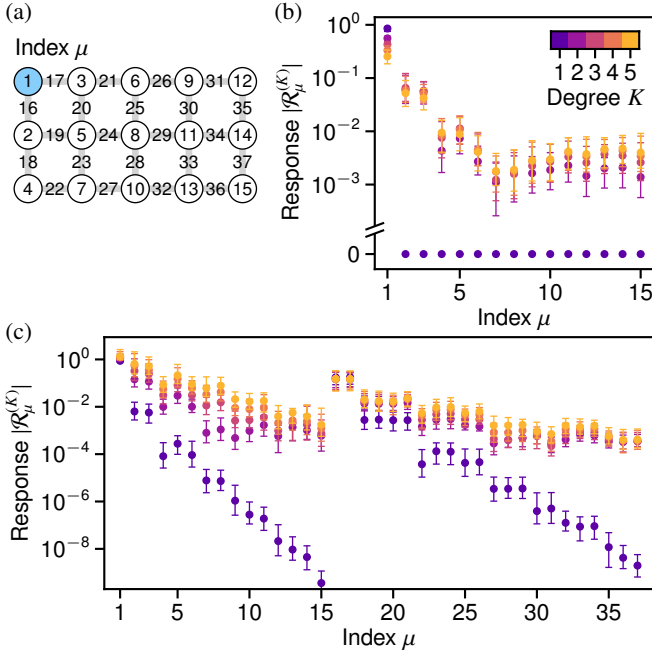 (a)
Index μ
1 17 3 21 6 26 9 31 12
16 20 25 30 35
2 19 5 24 8 29 11 34 14
18 23 28 33 37
4 22 7 27 10 32 13 36 15
(b)
Response |ℛ_μ^(K)|
10^0
10^−1
10^−2
10^−3
0
1 2 3 4 5
Degree K
1 5 10 15
Index μ
(c)
Response |ℛ_μ^(K)|
10^0
10^−2
10^−4
10^−6
10^−8
1 5 10 15 20 25 30 35
Index μ